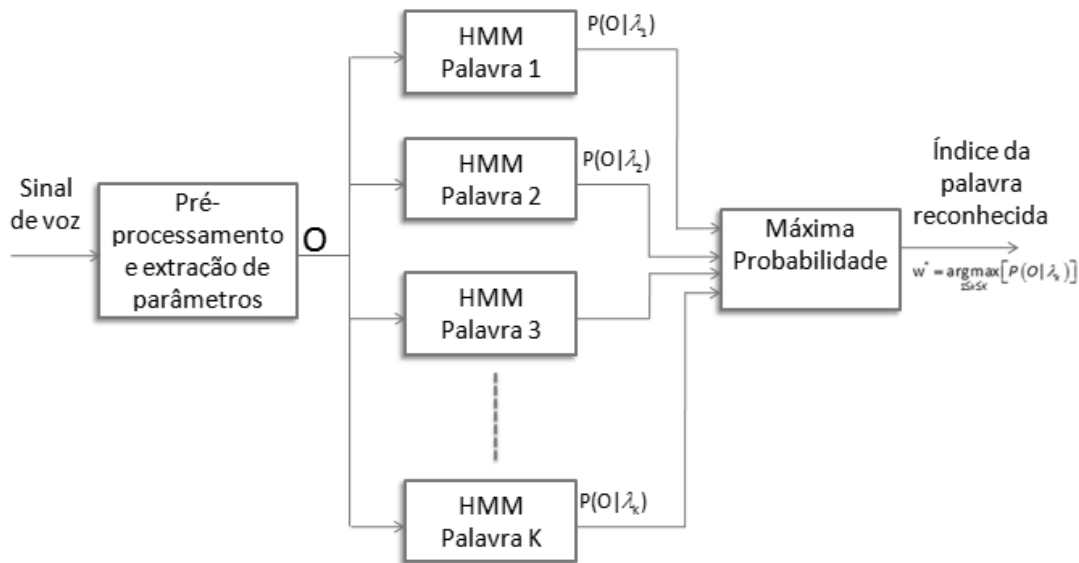 Sinal
de voz
Pré-
processamento
e extração de
parâmetros
O
HMM
Palavra 1
P(O|λ₁)
HMM
Palavra 2
P(O|λ₂)
HMM
Palavra 3
HMM
Palavra K
P(O|λₖ)
Máxima
Probabilidade
Índice da
palavra
reconhecida
w* = argmax[P(O|λₖ)]
1≤k≤K